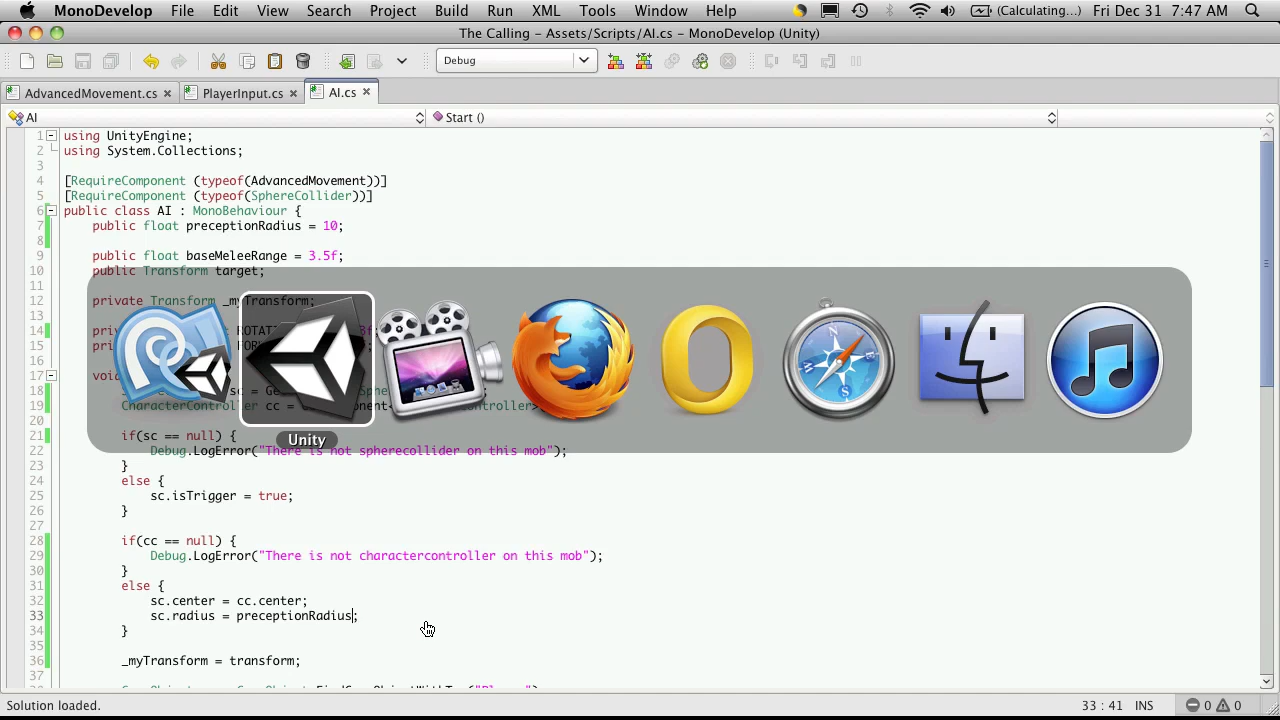 MonoDevelop File Edit View Search Project Build Run XML Tools Window Help (Calculating...) Fri Dec 31 7:47 AM
The Calling - Assets/Scripts/AI.cs - MonoDevelop (Unity)
Debug
AdvancedMovement.cs PlayerInput.cs AI.cs
AI Start ()
1 using UnityEngine;
2 using System.Collections;
3
4 [RequireComponent (typeof(AdvancedMovement))]
5 [RequireComponent (typeof(SphereCollider))]
6 public class AI : MonoBehaviour {
7 public float preceptionRadius = 10;
8
9 public float baseMeleeRange = 3.5f;
10 public Transform target;
11
12 private Transform _myTransform;
13
14
15
16
17
18
19 CharacterController cc =
20
21 if(sc == null) {
22 Debug.LogError("There is not spherecollider on this mob");
23 }
24 else {
25 sc.isTrigger = true;
26 }
27
28 if(cc == null) {
29 Debug.LogError("There is not charactercontroller on this mob");
30 }
31 else {
32 sc.center = cc.center;
33 sc.radius = preceptionRadius;
34 }
35
36 _myTransform = transform;
37
Unity
Solution loaded. 33 : 41 INS 0 0